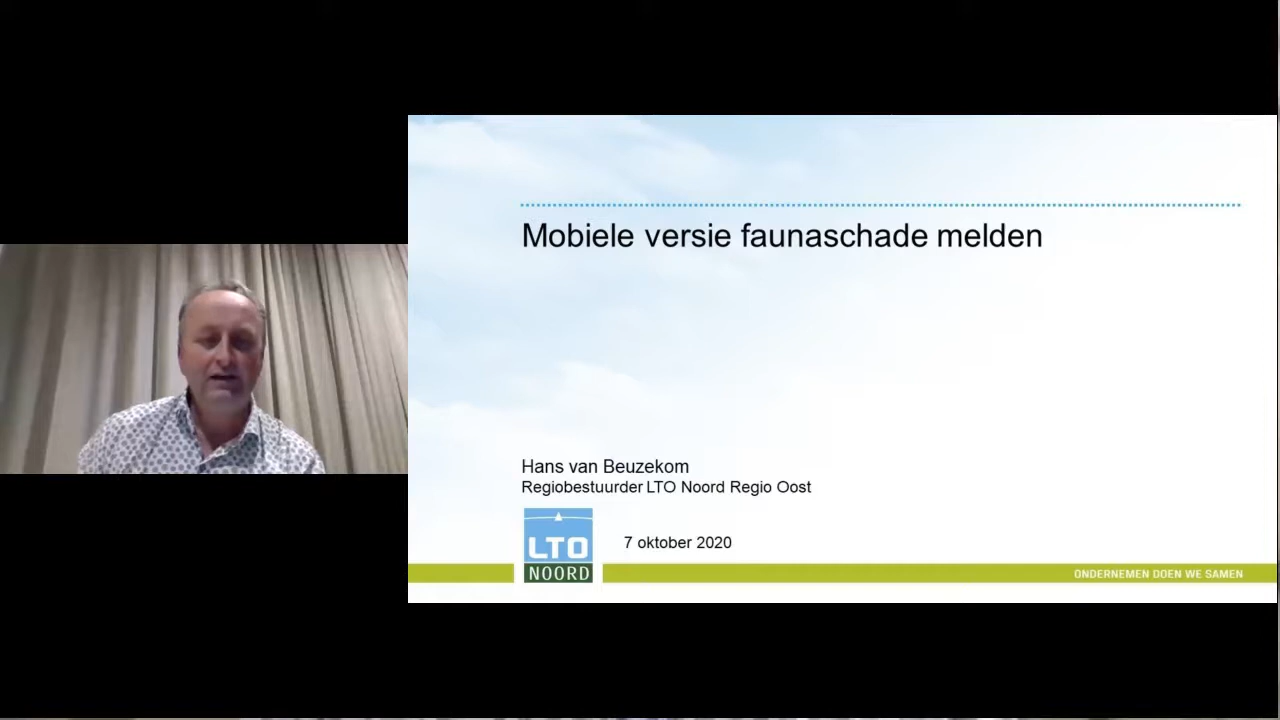 Mobiele versie faunaschade melden
Hans van Beuzekom
Regiobestuurder LTO Noord Regio Oost
LTO
NOORD
7 oktober 2020
ONDERNEMEN DOEN WE SAMEN